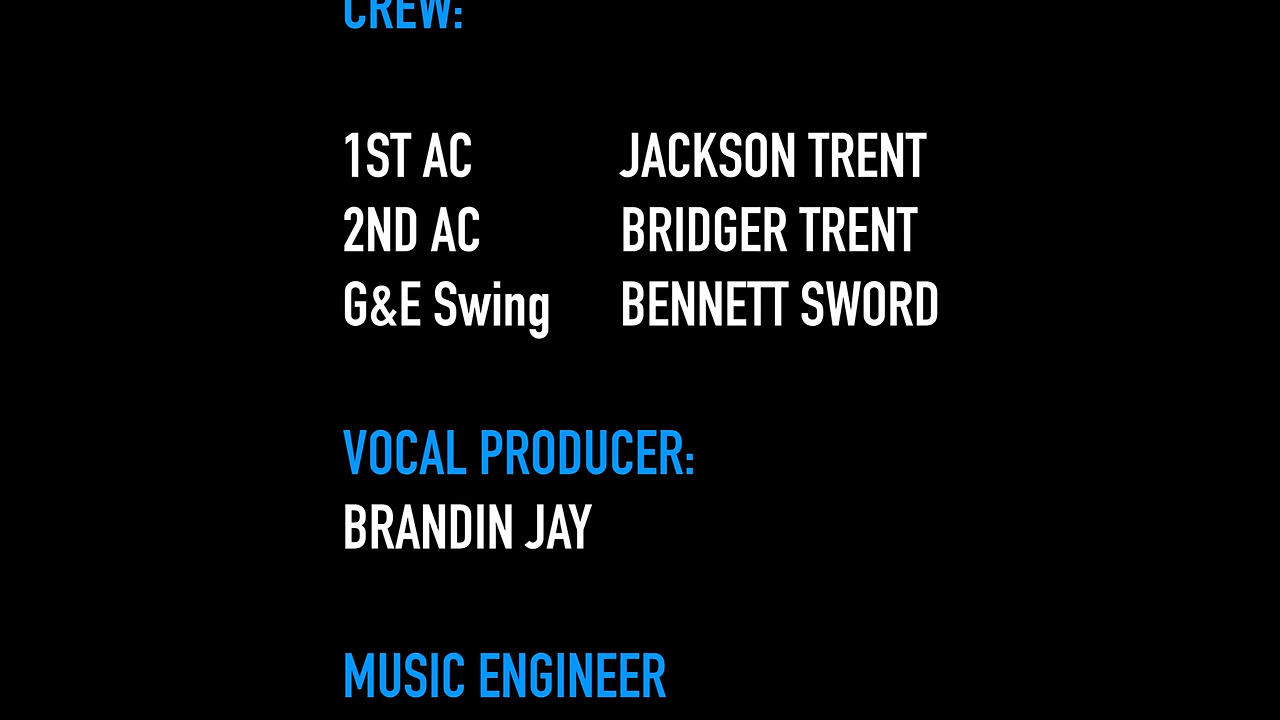 CREW:
1ST AC JACKSON TRENT
2ND AC BRIDGER TRENT
G&E Swing BENNETT SWORD
VOCAL PRODUCER:
BRANDIN JAY
MUSIC ENGINEER